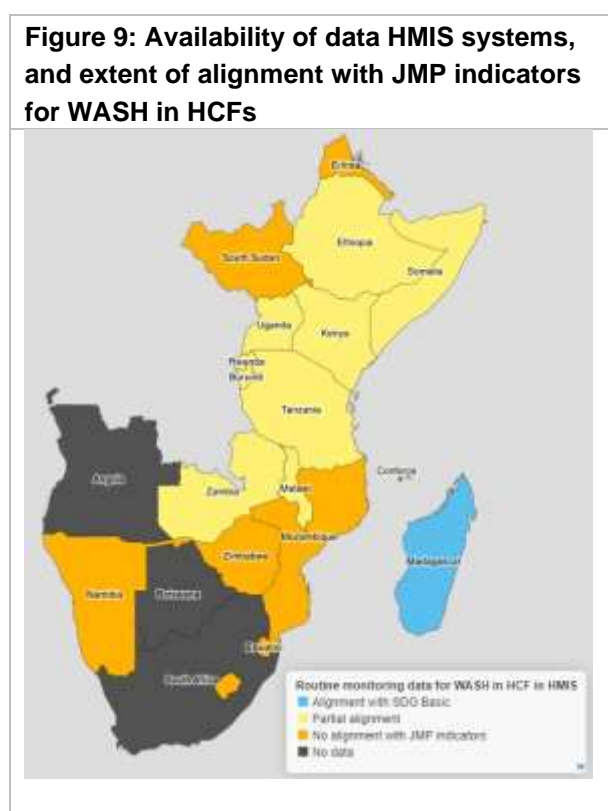 Figure 9: Availability of data HMIS systems,
and extent of alignment with JMP indicators
for WASH in HCFs
Eritrea
Ethiopia
South Sudan
Somalia
Uganda
Kenya
Rwanda
Burundi
Tanzania
Comoros
Angola
Zambia
Malawi
Mozambique
Madagascar
Zimbabwe
Namibia
Botswana
Eswatini
South Africa
Routine monitoring data for WASH in HCF in HMIS
Alignment with SDG Basic
Partial alignment
No alignment with JMP indicators
No data